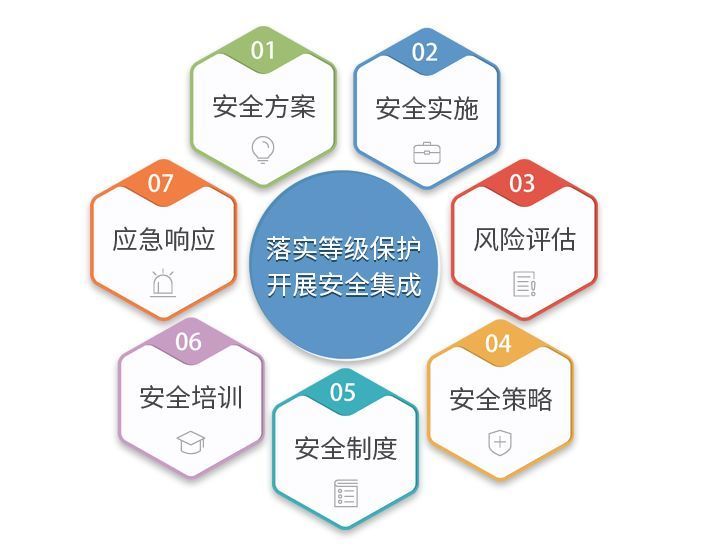 01
安全方案
02
安全实施
03
风险评估
04
安全策略
05
安全制度
06
安全培训
07
应急响应
落实等级保护
开展安全集成